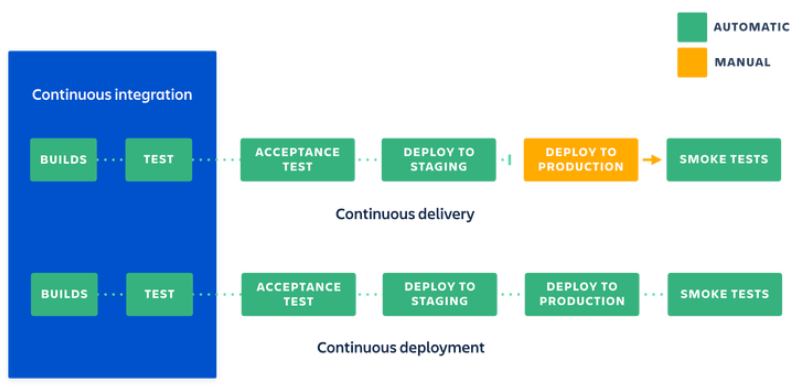 AUTOMATIC
MANUAL
Continuous integration
BUILDS
TEST
ACCEPTANCE
TEST
DEPLOY TO
STAGING
DEPLOY TO
PRODUCTION
SMOKE TESTS
Continuous delivery
BUILDS
TEST
ACCEPTANCE
TEST
DEPLOY TO
STAGING
DEPLOY TO
PRODUCTION
SMOKE TESTS
Continuous deployment